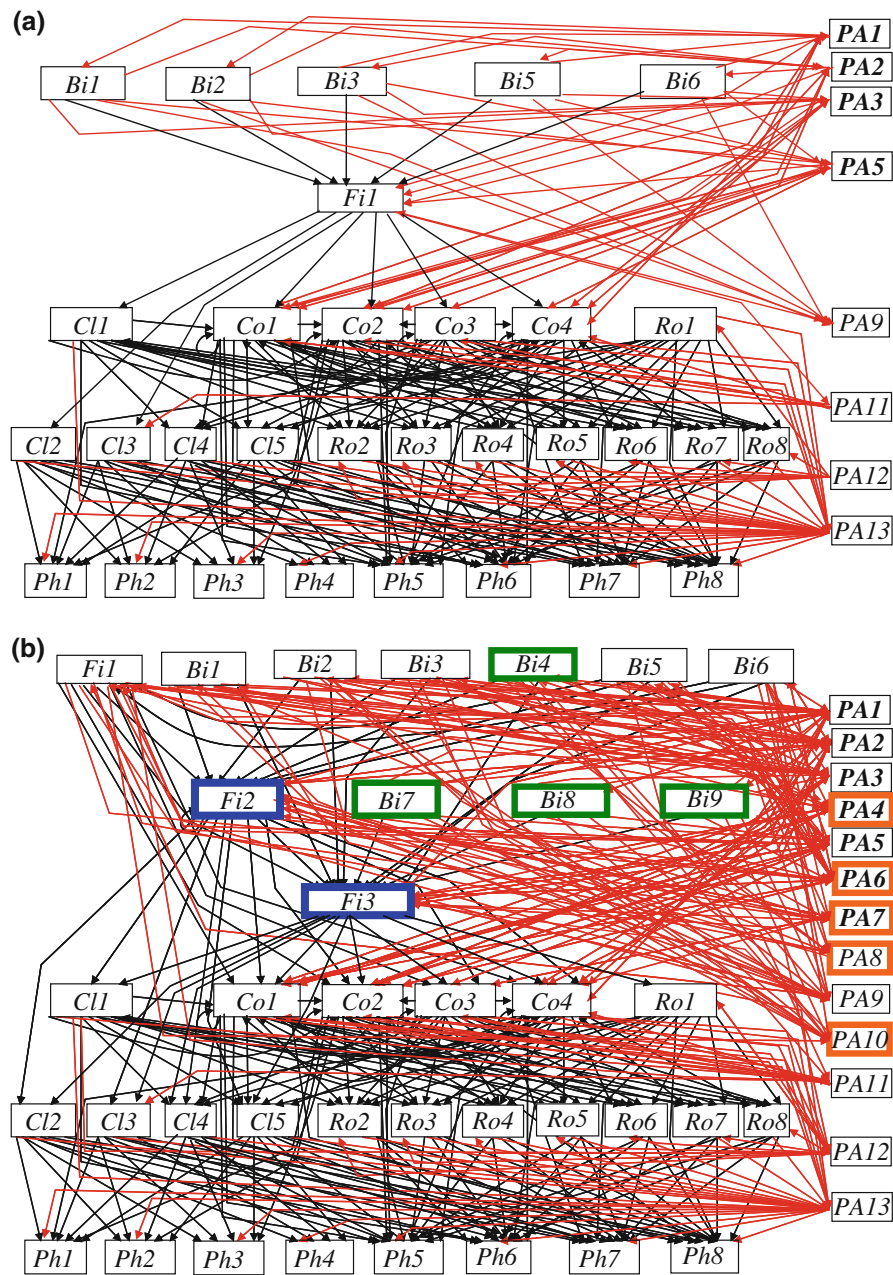 (a)
PA1
Bi1 Bi2 Bi3 Bi5 Bi6 PA2
PA3
PA5
Fi1
Cl1 Co1 Co2 Co3 Co4 Ro1 PA9
PA11
Cl2 Cl3 Cl4 Cl5 Ro2 Ro3 Ro4 Ro5 Ro6 Ro7 Ro8
PA12
PA13
Ph1 Ph2 Ph3 Ph4 Ph5 Ph6 Ph7 Ph8
(b)
Fi1 Bi1 Bi2 Bi3 Bi4 Bi5 Bi6
PA1
PA2
PA3
Fi2 Bi7 Bi8 Bi9 PA4
PA5
PA6
Fi3 PA7
PA8
Cl1 Co1 Co2 Co3 Co4 Ro1 PA9
PA10
PA11
Cl2 Cl3 Cl4 Cl5 Ro2 Ro3 Ro4 Ro5 Ro6 Ro7 Ro8
PA12
PA13
Ph1 Ph2 Ph3 Ph4 Ph5 Ph6 Ph7 Ph8